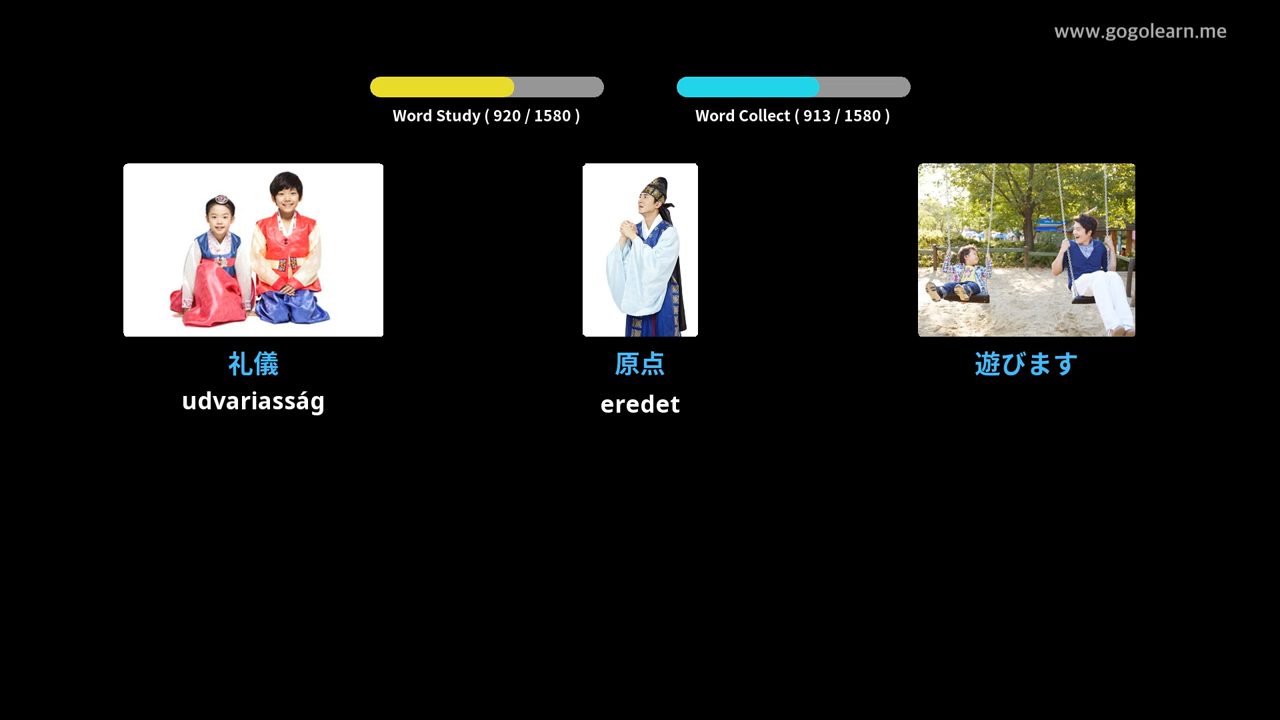 www.gogolearn.me
Word Study ( 920 / 1580 )
Word Collect ( 913 / 1580 )
礼儀
udvariasság
原点
eredet
遊びます